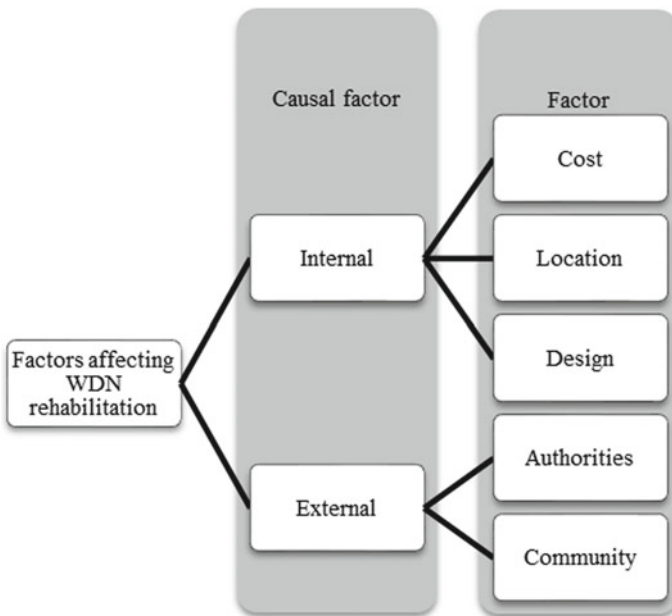 Causal factor
Factor
Cost
Internal
Location
Design
Factors affecting
WDN
rehabilitation
Authorities
External
Community